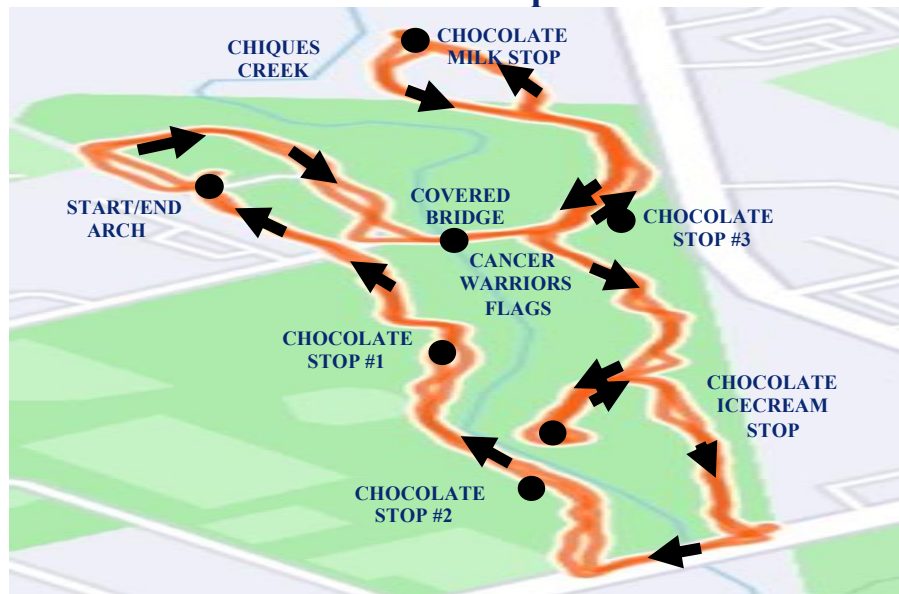 CHOCOLATE
MILK STOP
CHIQUES
CREEK
START/END
ARCH
COVERED
BRIDGE
CHOCOLATE
STOP #3
CANCER
WARRIORS
FLAGS
CHOCOLATE
STOP #1
CHOCOLATE
ICECREAM
STOP
CHOCOLATE
STOP #2